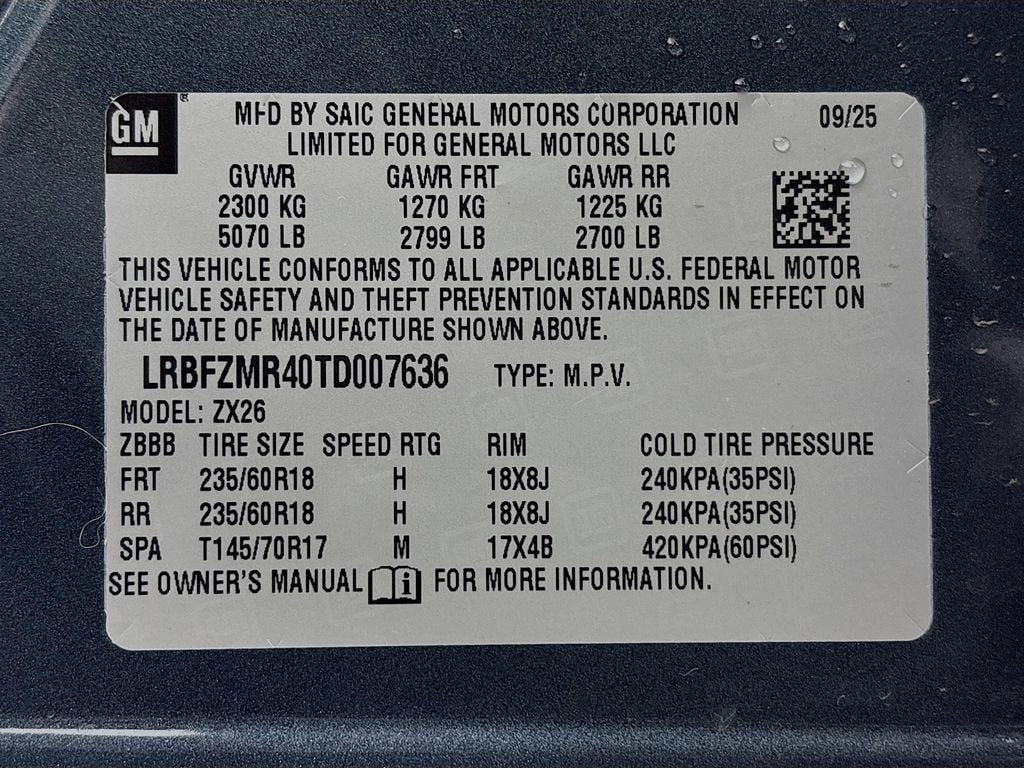 GM ®
MFD BY SAIC GENERAL MOTORS CORPORATION 09/25
LIMITED FOR GENERAL MOTORS LLC
GVWR GAWR FRT GAWR RR
2300 KG 1270 KG 1225 KG
5070 LB 2799 LB 2700 LB
THIS VEHICLE CONFORMS TO ALL APPLICABLE U.S. FEDERAL MOTOR
VEHICLE SAFETY AND THEFT PREVENTION STANDARDS IN EFFECT ON
THE DATE OF MANUFACTURE SHOWN ABOVE.
LRBFZMR40TD007636 TYPE: M.P.V.
MODEL: ZX26
ZBBB TIRE SIZE SPEED RTG RIM COLD TIRE PRESSURE
FRT 235/60R18 H 18X8J 240KPA(35PSI)
RR 235/60R18 H 18X8J 240KPA(35PSI)
SPA T145/70R17 M 17X4B 420KPA(60PSI)
SEE OWNER'S MANUAL i FOR MORE INFORMATION.